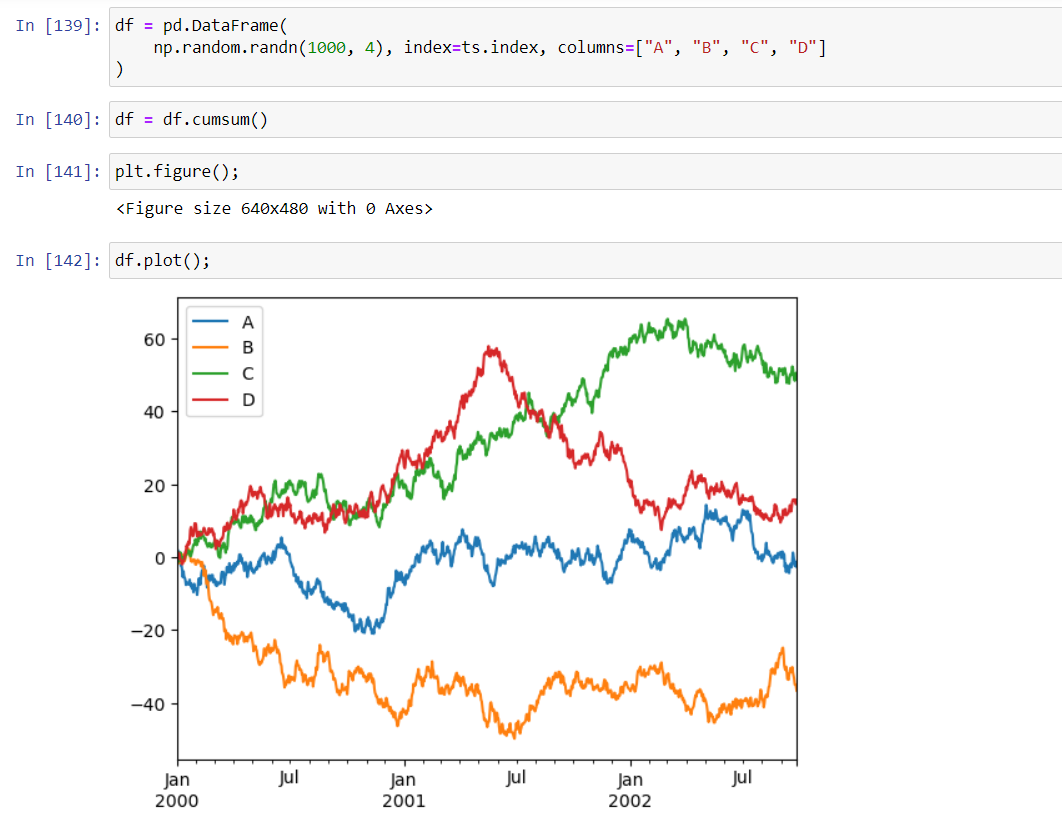 In [139]: df = pd.DataFrame(
np.random.randn(1000, 4), index=ts.index, columns=["A", "B", "C", "D"]
)
In [140]: df = df.cumsum()
In [141]: plt.figure();
<Figure size 640x480 with 0 Axes>
In [142]: df.plot();
A
B
C
D
60
40
20
0
−20
−40
Jan Jul Jan Jul Jan Jul
2000 2001 2002